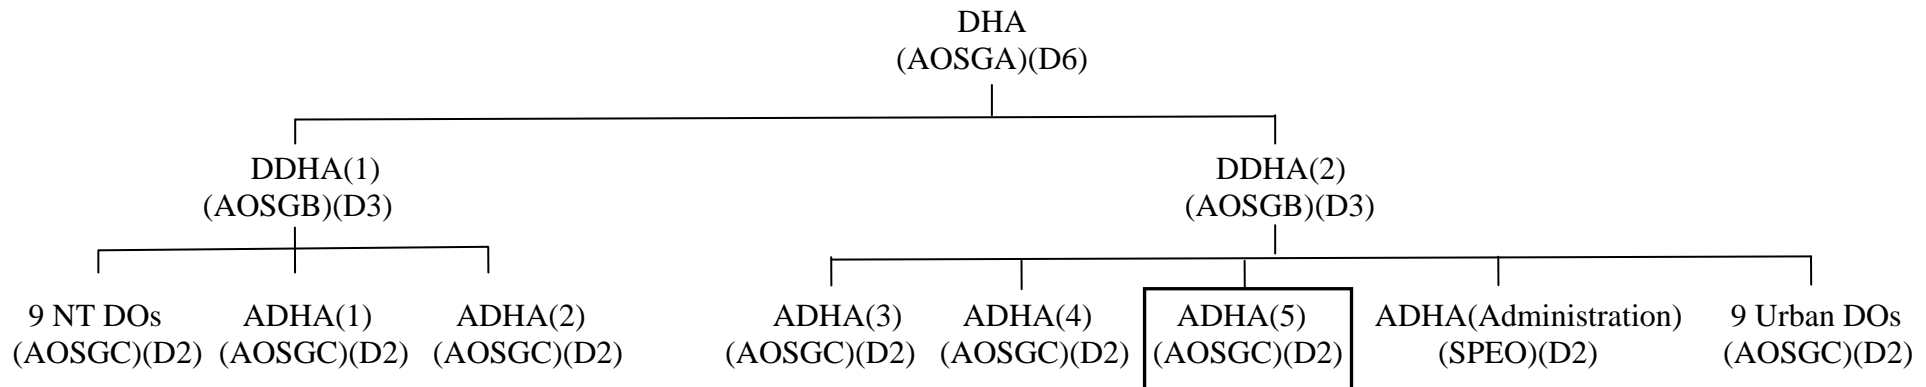 DHA
(AOSGA)(D6)
DDHA(1)
(AOSGB)(D3)
DDHA(2)
(AOSGB)(D3)
9 NT DOs
(AOSGC)(D2)
ADHA(1)
(AOSGC)(D2)
ADHA(2)
(AOSGC)(D2)
ADHA(3)
(AOSGC)(D2)
ADHA(4)
(AOSGC)(D2)
ADHA(5)
(AOSGC)(D2)
ADHA(Administration)
(SPEO)(D2)
9 Urban DOs
(AOSGC)(D2)